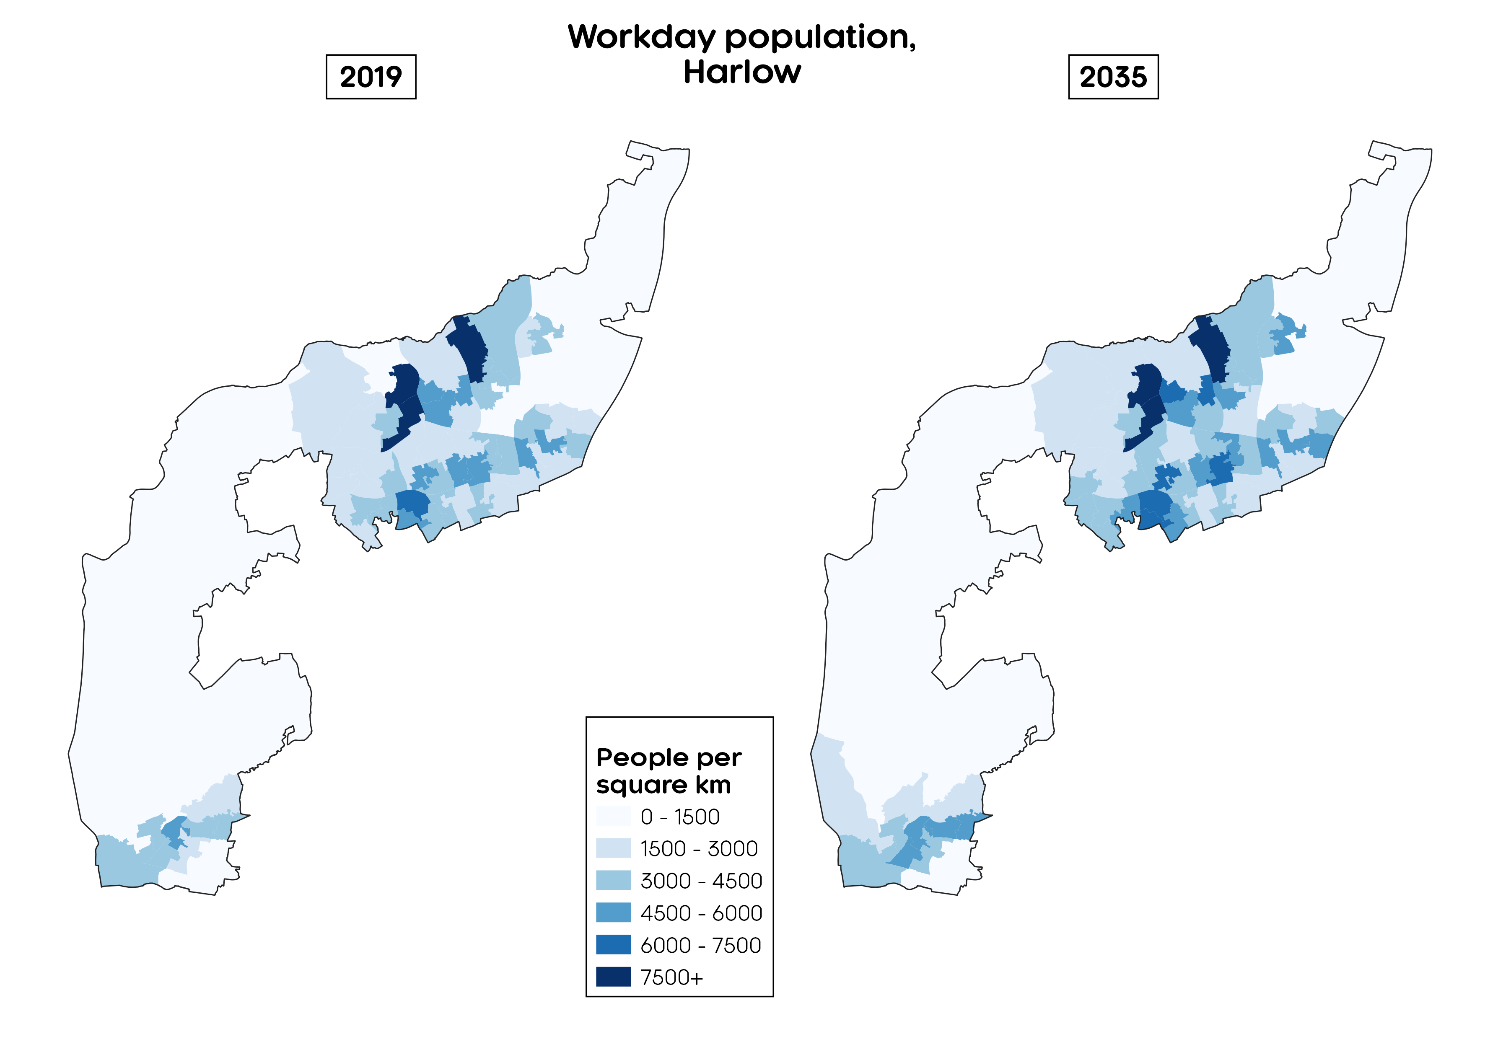 Workday population,
Harlow
2019
2035
People per
square km
0 - 1500
1500 - 3000
3000 - 4500
4500 - 6000
6000 - 7500
7500+